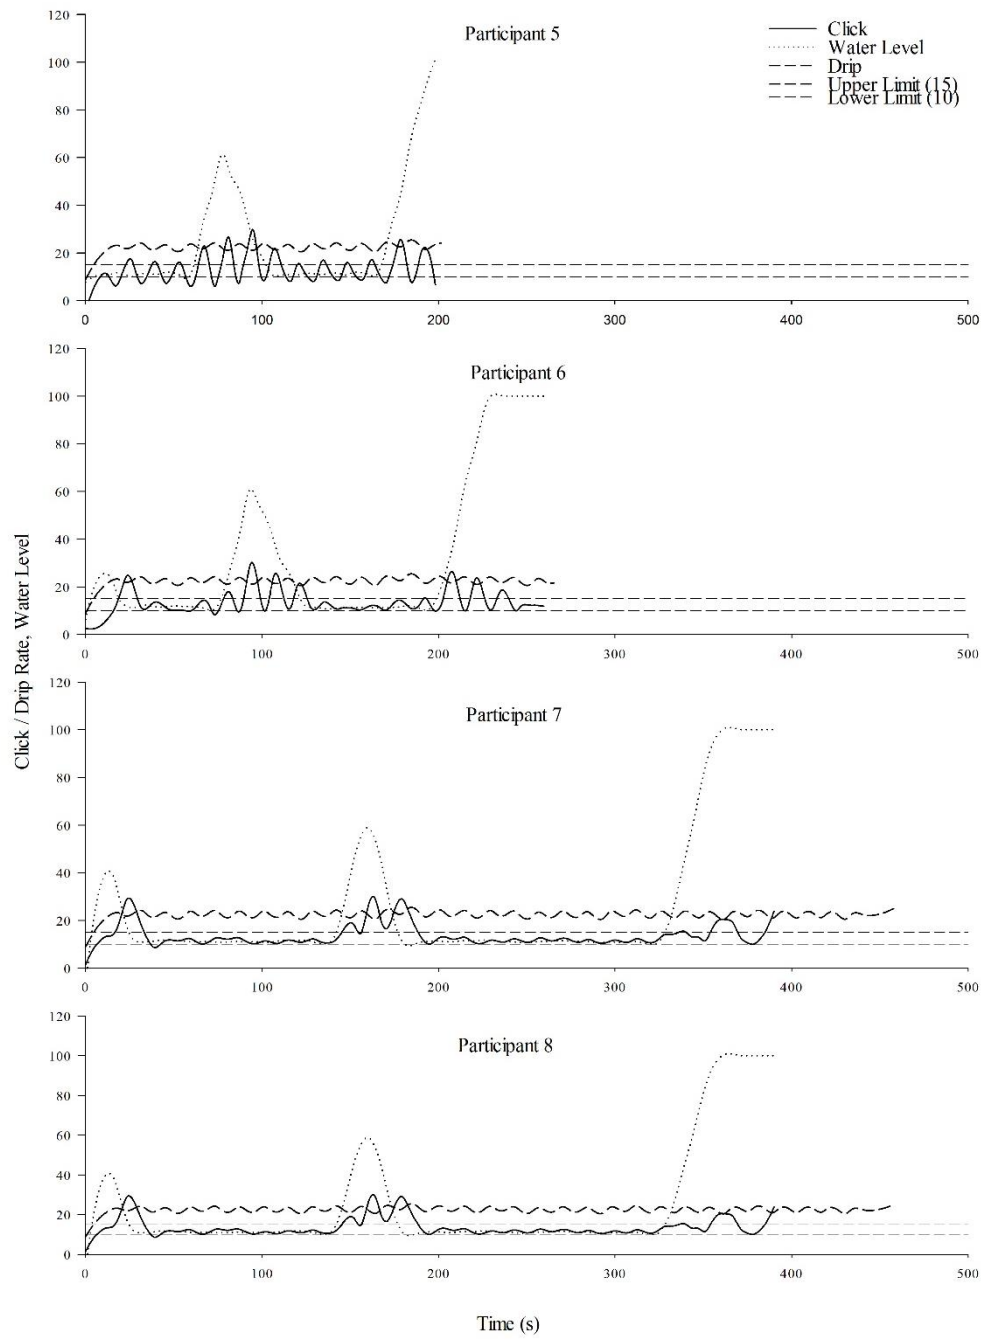 Participant 5
Click
Water Level
Drip
Upper Limit (15)
Lower Limit (10)
120
100
80
60
40
20
0
0 100 200 300 400 500
Participant 6
120
100
80
60
40
20
0
0 100 200 300 400 500
Click / Drip Rate, Water Level
Participant 7
120
100
80
60
40
20
0
0 100 200 300 400 500
Participant 8
120
100
80
60
40
20
0
0 100 200 300 400 500
Time (s)